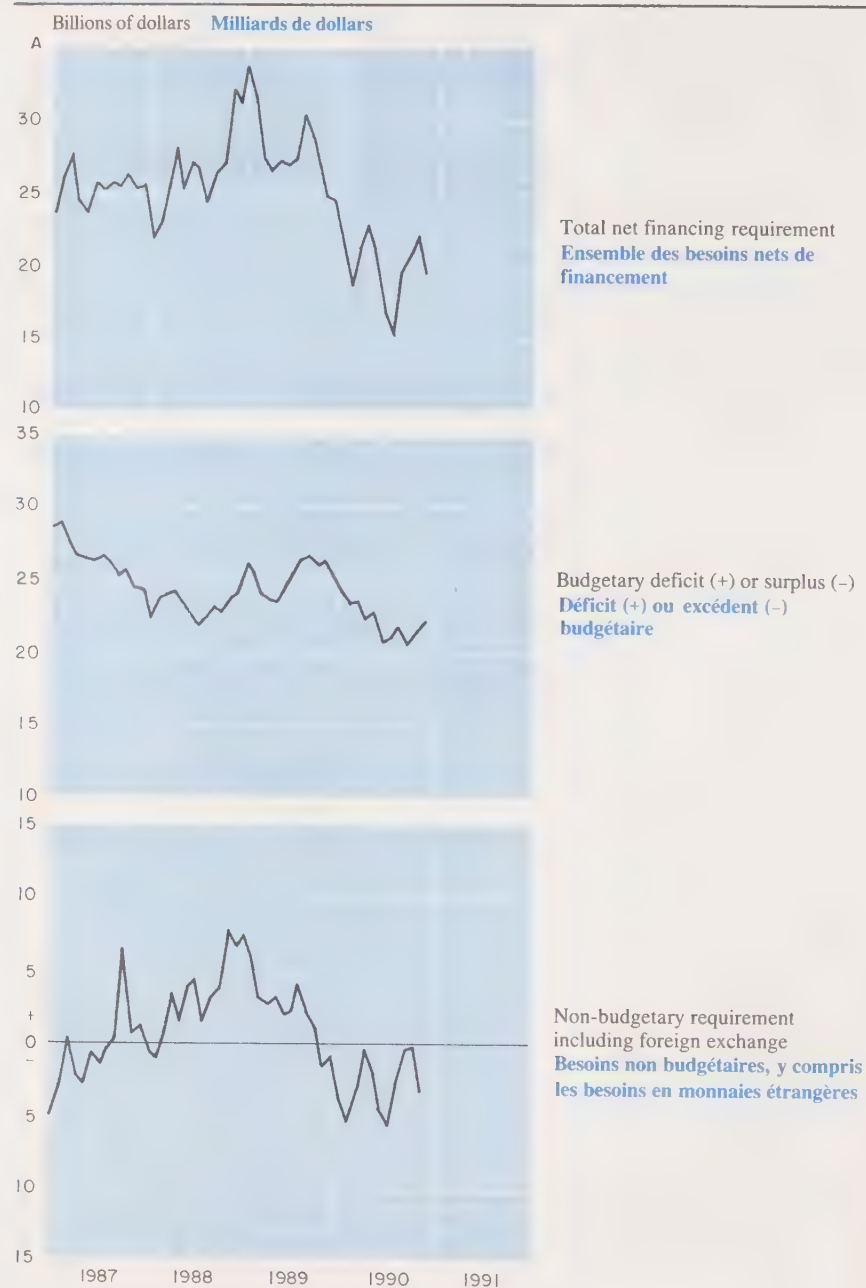 Billions of dollars Milliards de dollars
A
30
25
20
15
10
Total net financing requirement
Ensemble des besoins nets de
financement
35
30
25
20
15
10
Budgetary deficit (+) or surplus (-)
Déficit (+) ou excédent (-)
budgétaire
15
10
5
+
0
-
5
10
15
Non-budgetary requirement
including foreign exchange
Besoins non budgétaires, y compris
les besoins en monnaies étrangères
1987 1988 1989 1990 1991